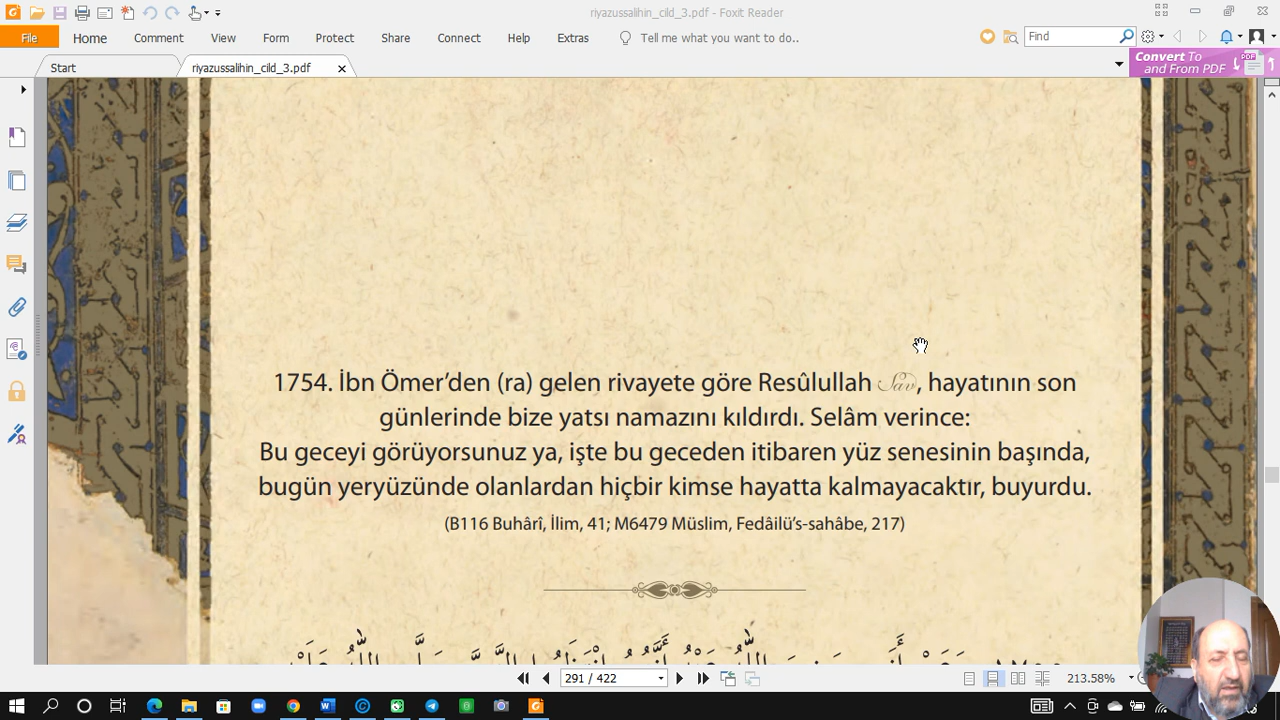 riyazussalihin_cild_3.pdf - Foxit Reader
File Home Comment View Form Protect Share Connect Help Extras Tell me what you want to do.. Find
Start riyazussalihin_cild_3.pdf
Convert To
and From PDF
1754. İbn Ömer’den (ra) gelen rivayete göre Resûlullah Sav, hayatının son
günlerinde bize yatsı namazını kıldırdı. Selâm verince:
Bu geceyi görüyorsunuz ya, işte bu geceden itibaren yüz senesinin başında,
bugün yeryüzünde olanlardan hiçbir kimse hayatta kalmayacaktır, buyurdu.
(B116 Buhârî, İlim, 41; M6479 Müslim, Fedâilü’s-sahâbe, 217)
291 / 422
213.58%